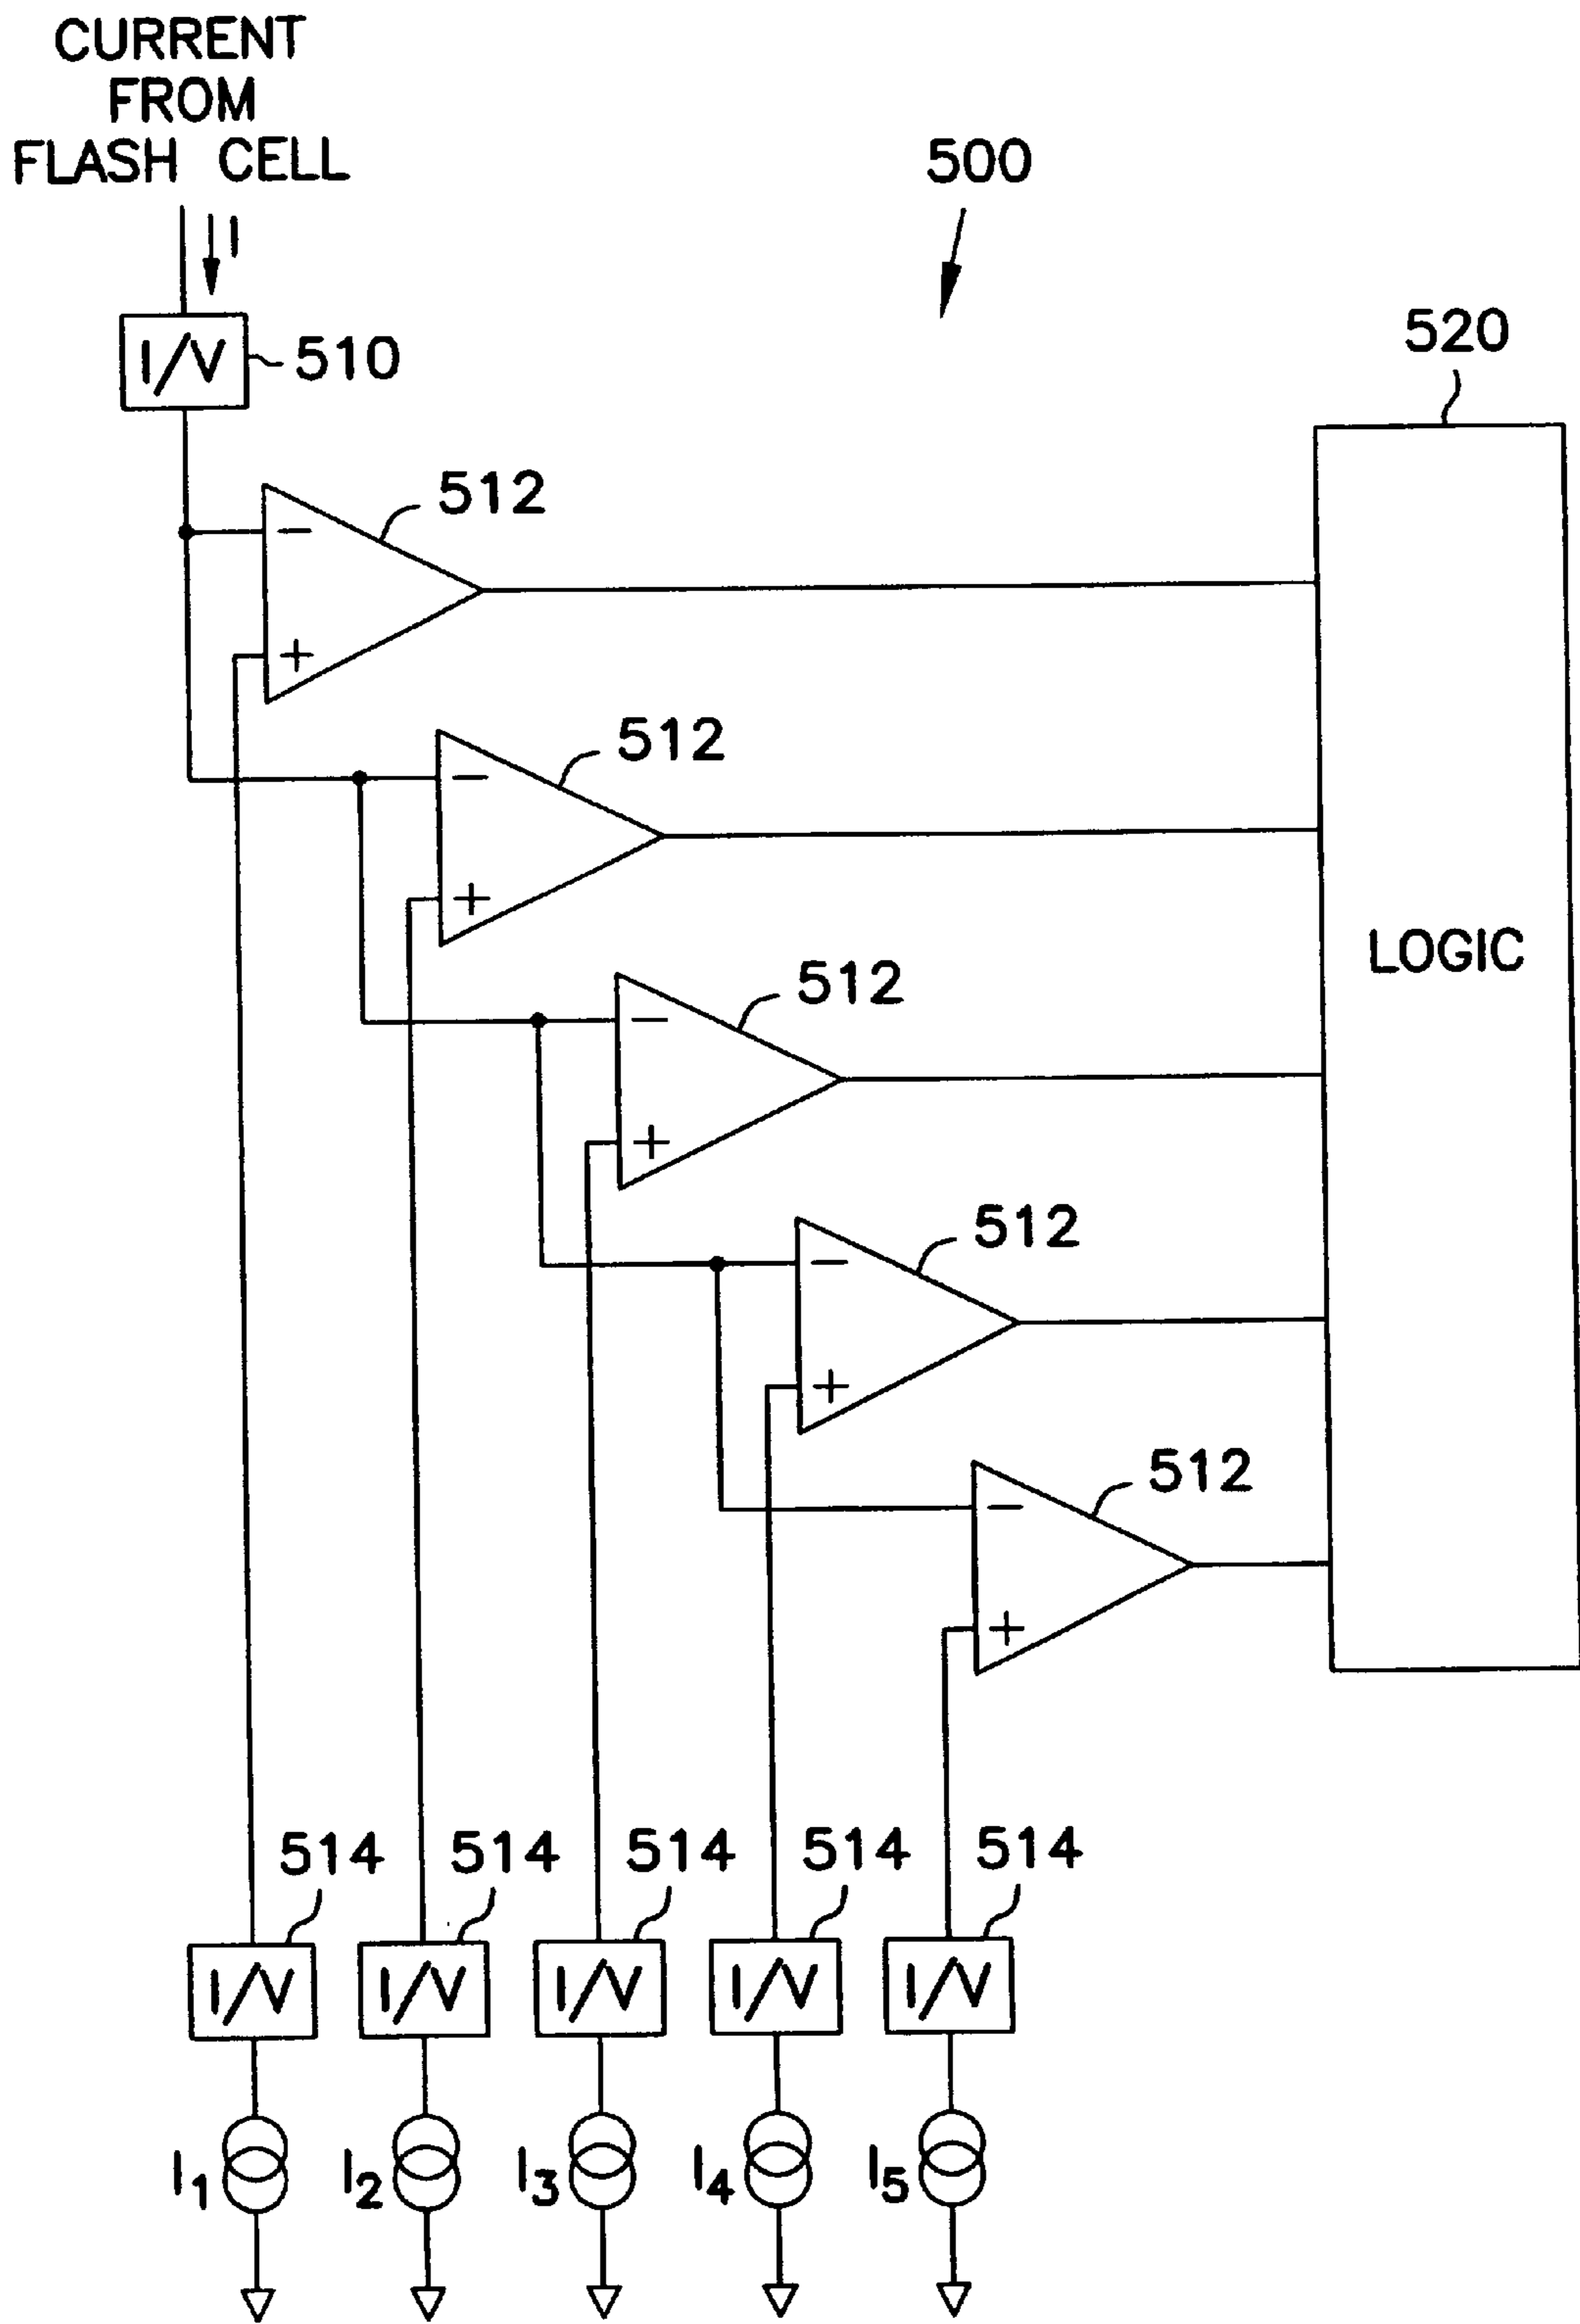 CURRENT
FROM
FLASH CELL
500
I
I/V
510
520
512
−
+
512
−
+
LOGIC
512
−
+
512
−
+
512
−
+
514 514 514 514 514
I/V I/V I/V I/V I/V
I1 I2 I3 I4 I5